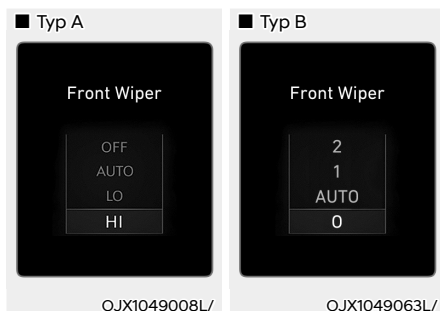 ■ Typ A
Front Wiper
OFF
AUTO
LO
HI
OJX1049008L/
■ Typ B
Front Wiper
2
1
AUTO
0
OJX1049063L/